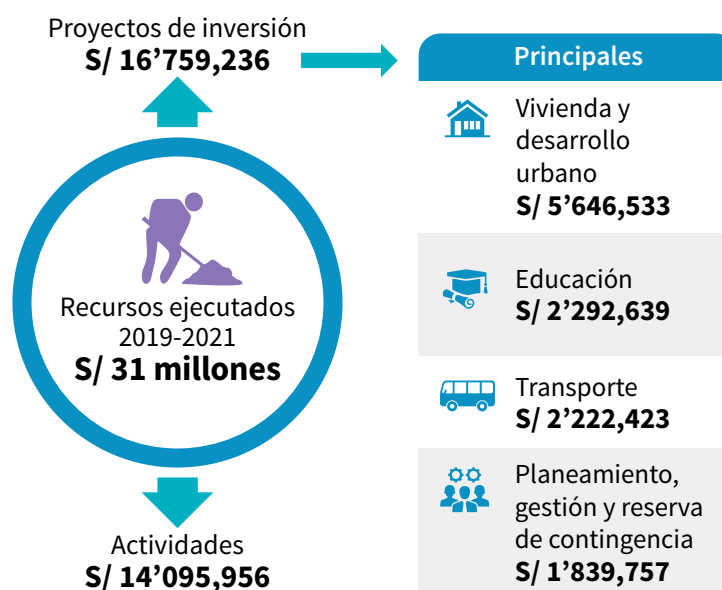 Proyectos de inversión
S/ 16’759,236
Recursos ejecutados
2019-2021
S/ 31 millones
Actividades
S/ 14’095,956
Principales
Vivienda y
desarrollo
urbano
S/ 5’646,533
Educación
S/ 2’292,639
Transporte
S/ 2’222,423
Planeamiento,
gestión y reserva
de contingencia
S/ 1’839,757